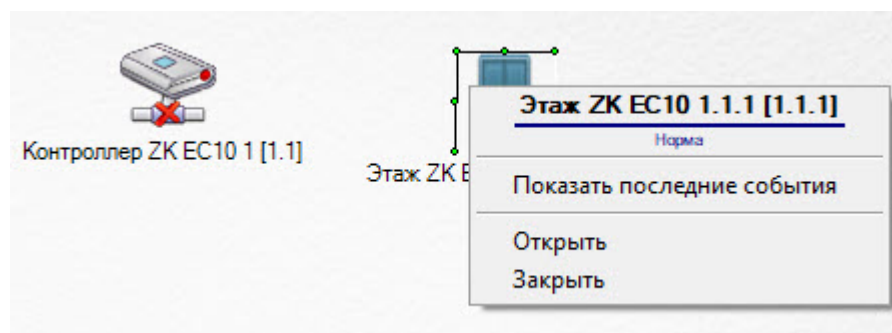 Контроллер ZK EC10 1 [1.1]
Этаж ZK E
Этаж ZK EC10 1.1.1 [1.1.1]
Норма
Показать последние события
Открыть
Закрыть